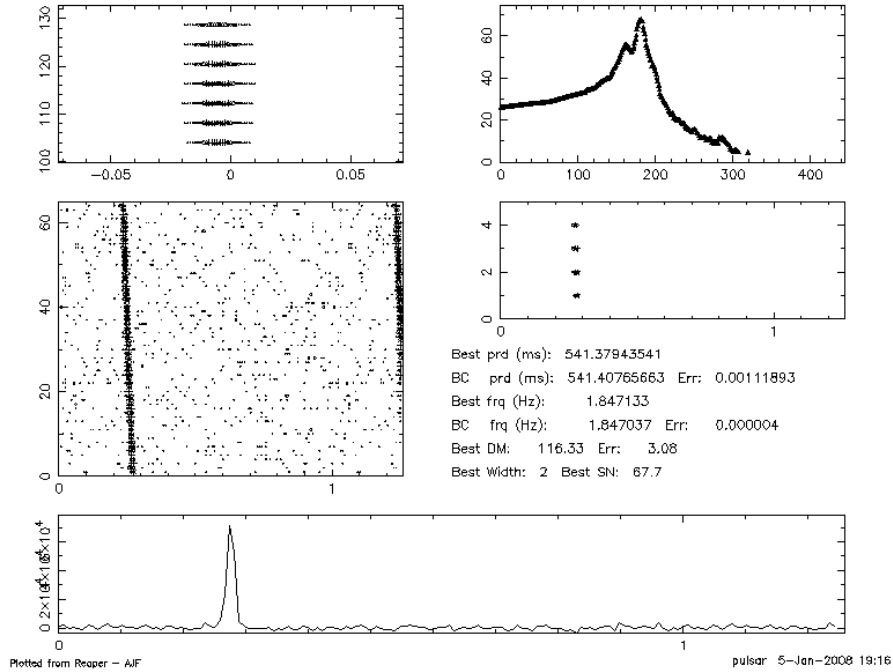 130
120
110
100
−0.05 0 0.05
60
40
20
0
0 100 200 300 400
60
40
20
0
0 1
4
2
0
0 1
Best prd (ms): 541.37943541
BC prd (ms): 541.40765663 Err: 0.00111893
Best frq (Hz): 1.847133
BC frq (Hz): 1.847037 Err: 0.000004
Best DM: 116.33 Err: 3.08
Best Width: 2 Best SN: 67.7
0 2×10⁴
0 1
Plotted from Reaper − AJF
pulsar 5−Jan−2008 19:16